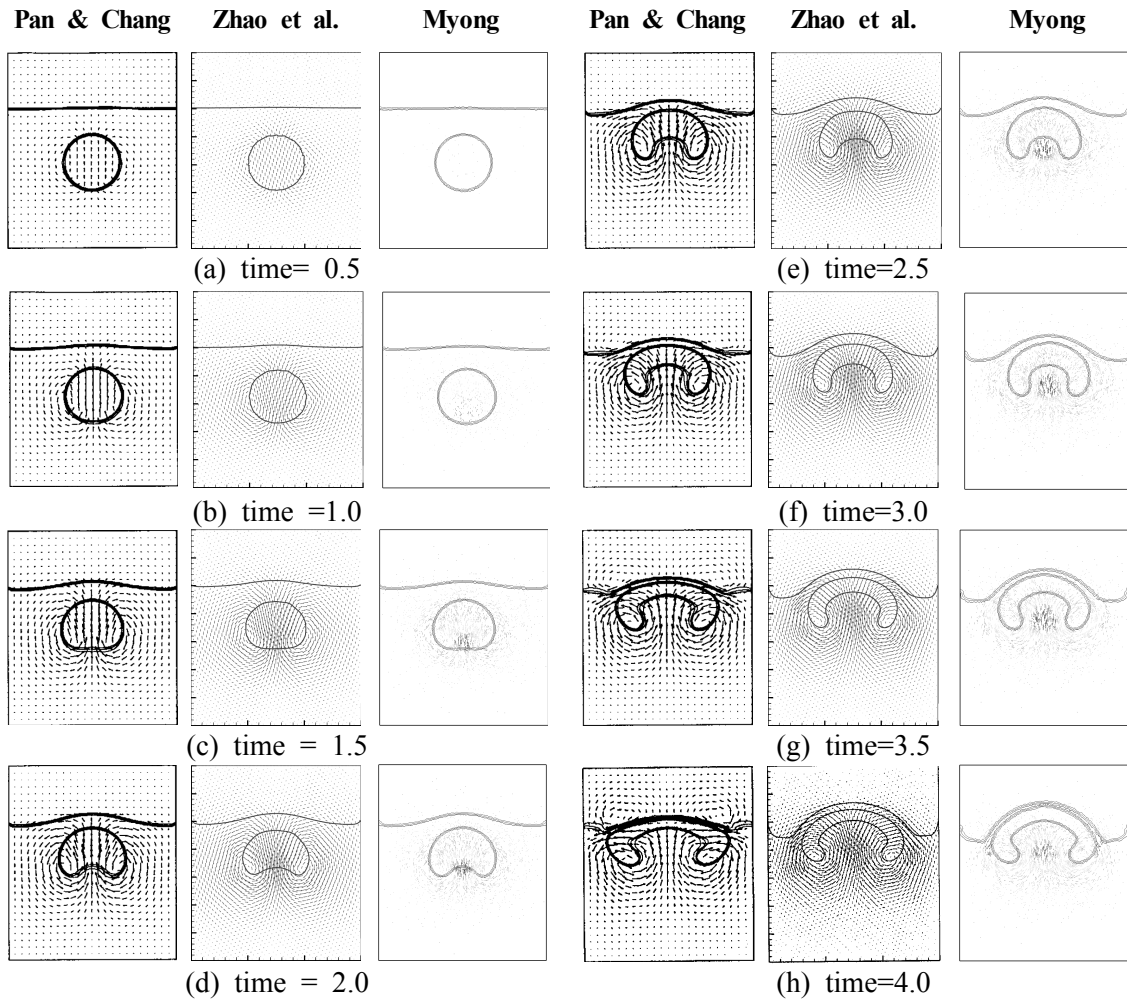 Pan & Chang Zhao et al. Myong Pan & Chang Zhao et al. Myong
(a) time= 0.5 (e) time=2.5
(b) time =1.0 (f) time=3.0
(c) time = 1.5 (g) time=3.5
(d) time = 2.0 (h) time=4.0